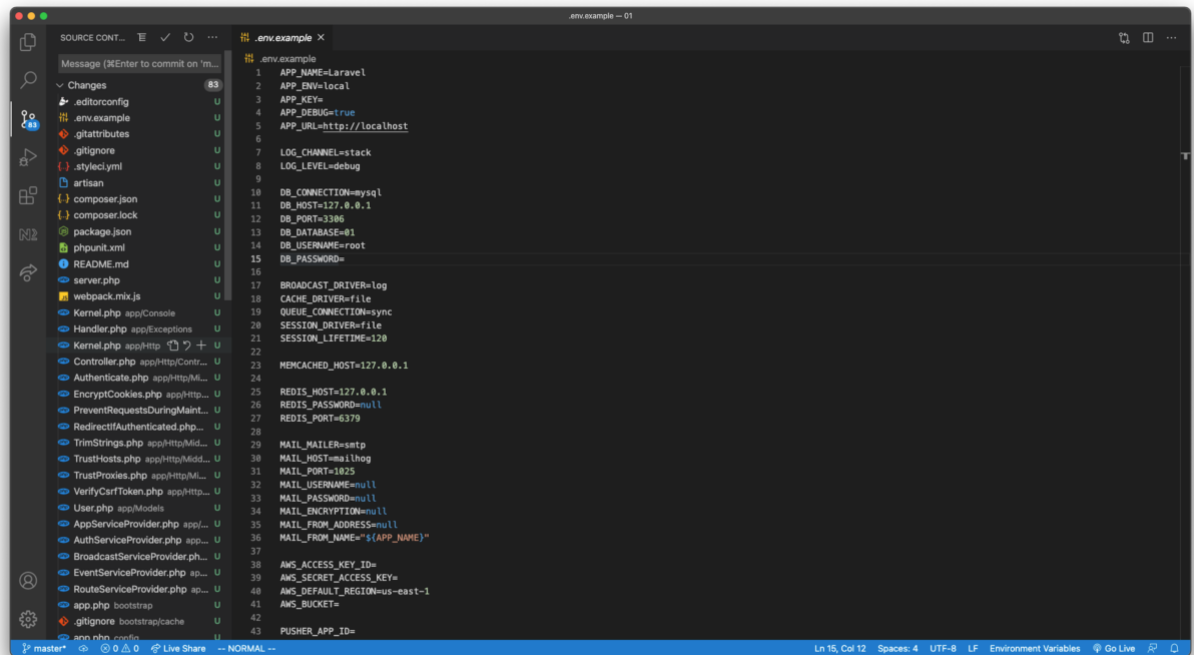 .env.example — 01
SOURCE CONT...
Message (⌘Enter to commit on 'm...
Changes 83
.editorconfig U
.env.example U
.gitattributes U
.gitignore U
.styleci.yml U
artisan U
composer.json U
composer.lock U
package.json U
phpunit.xml U
README.md U
server.php U
webpack.mix.js U
Kernel.php app/Console U
Handler.php app/Exceptions U
Kernel.php app/Http U
Controller.php app/Http/Contr... U
Authenticate.php app/Http/Mi... U
EncryptCookies.php app/Http... U
PreventRequestsDuringMaint... U
RedirectIfAuthenticated.php... U
TrimStrings.php app/Http/Mid... U
TrustHosts.php app/Http/Midd... U
TrustProxies.php app/Http/Mi... U
VerifyCsrfToken.php app/Http... U
User.php app/Models U
AppServiceProvider.php app/... U
AuthServiceProvider.php app... U
BroadcastServiceProvider.ph... U
EventServiceProvider.php ap... U
RouteServiceProvider.php ap... U
app.php bootstrap U
.gitignore bootstrap/cache U
app.php config U
83
.env.example
.env.example
1 APP_NAME=Laravel
2 APP_ENV=local
3 APP_KEY=
4 APP_DEBUG=true
5 APP_URL=http://localhost
6
7 LOG_CHANNEL=stack
8 LOG_LEVEL=debug
9
10 DB_CONNECTION=mysql
11 DB_HOST=127.0.0.1
12 DB_PORT=3306
13 DB_DATABASE=01
14 DB_USERNAME=root
15 DB_PASSWORD=
16
17 BROADCAST_DRIVER=log
18 CACHE_DRIVER=file
19 QUEUE_CONNECTION=sync
20 SESSION_DRIVER=file
21 SESSION_LIFETIME=120
22
23 MEMCACHED_HOST=127.0.0.1
24
25 REDIS_HOST=127.0.0.1
26 REDIS_PASSWORD=null
27 REDIS_PORT=6379
28
29 MAIL_MAILER=smtp
30 MAIL_HOST=mailhog
31 MAIL_PORT=1025
32 MAIL_USERNAME=null
33 MAIL_PASSWORD=null
34 MAIL_ENCRYPTION=null
35 MAIL_FROM_ADDRESS=null
36 MAIL_FROM_NAME="${APP_NAME}"
37
38 AWS_ACCESS_KEY_ID=
39 AWS_SECRET_ACCESS_KEY=
40 AWS_DEFAULT_REGION=us-east-1
41 AWS_BUCKET=
42
43 PUSHER_APP_ID=
master* 0 0 Live Share -- NORMAL -- Ln 15, Col 12 Spaces: 4 UTF-8 LF Environment Variables Go Live